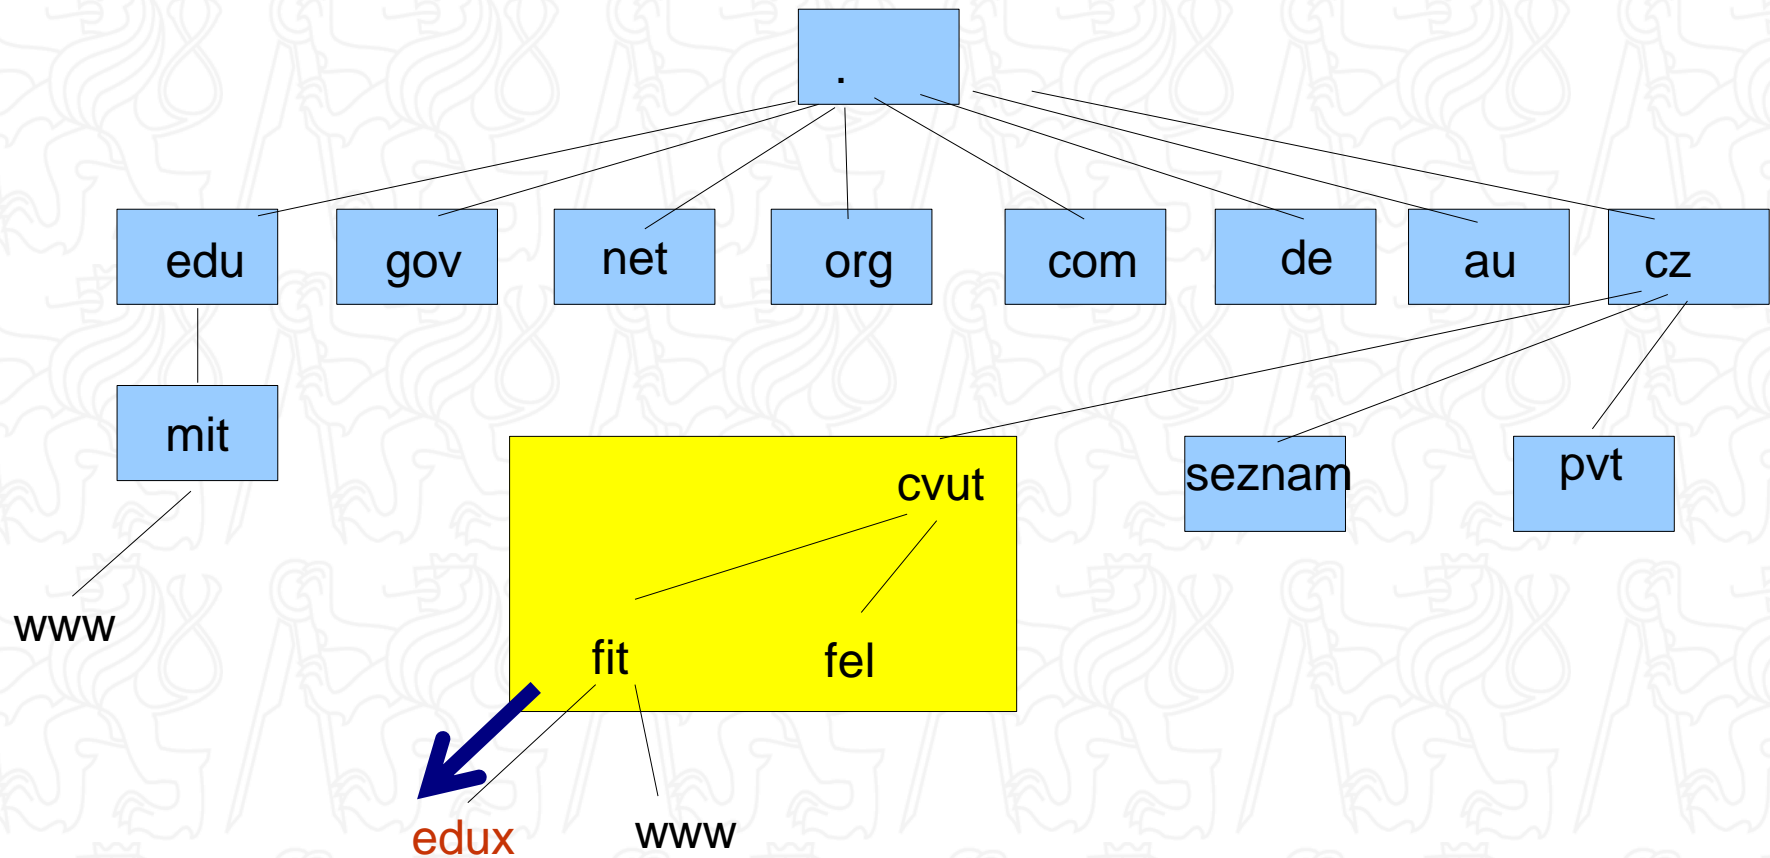 .
edu gov net org com de au cz
mit
cvut seznam pvt
www
fit fel
edux www